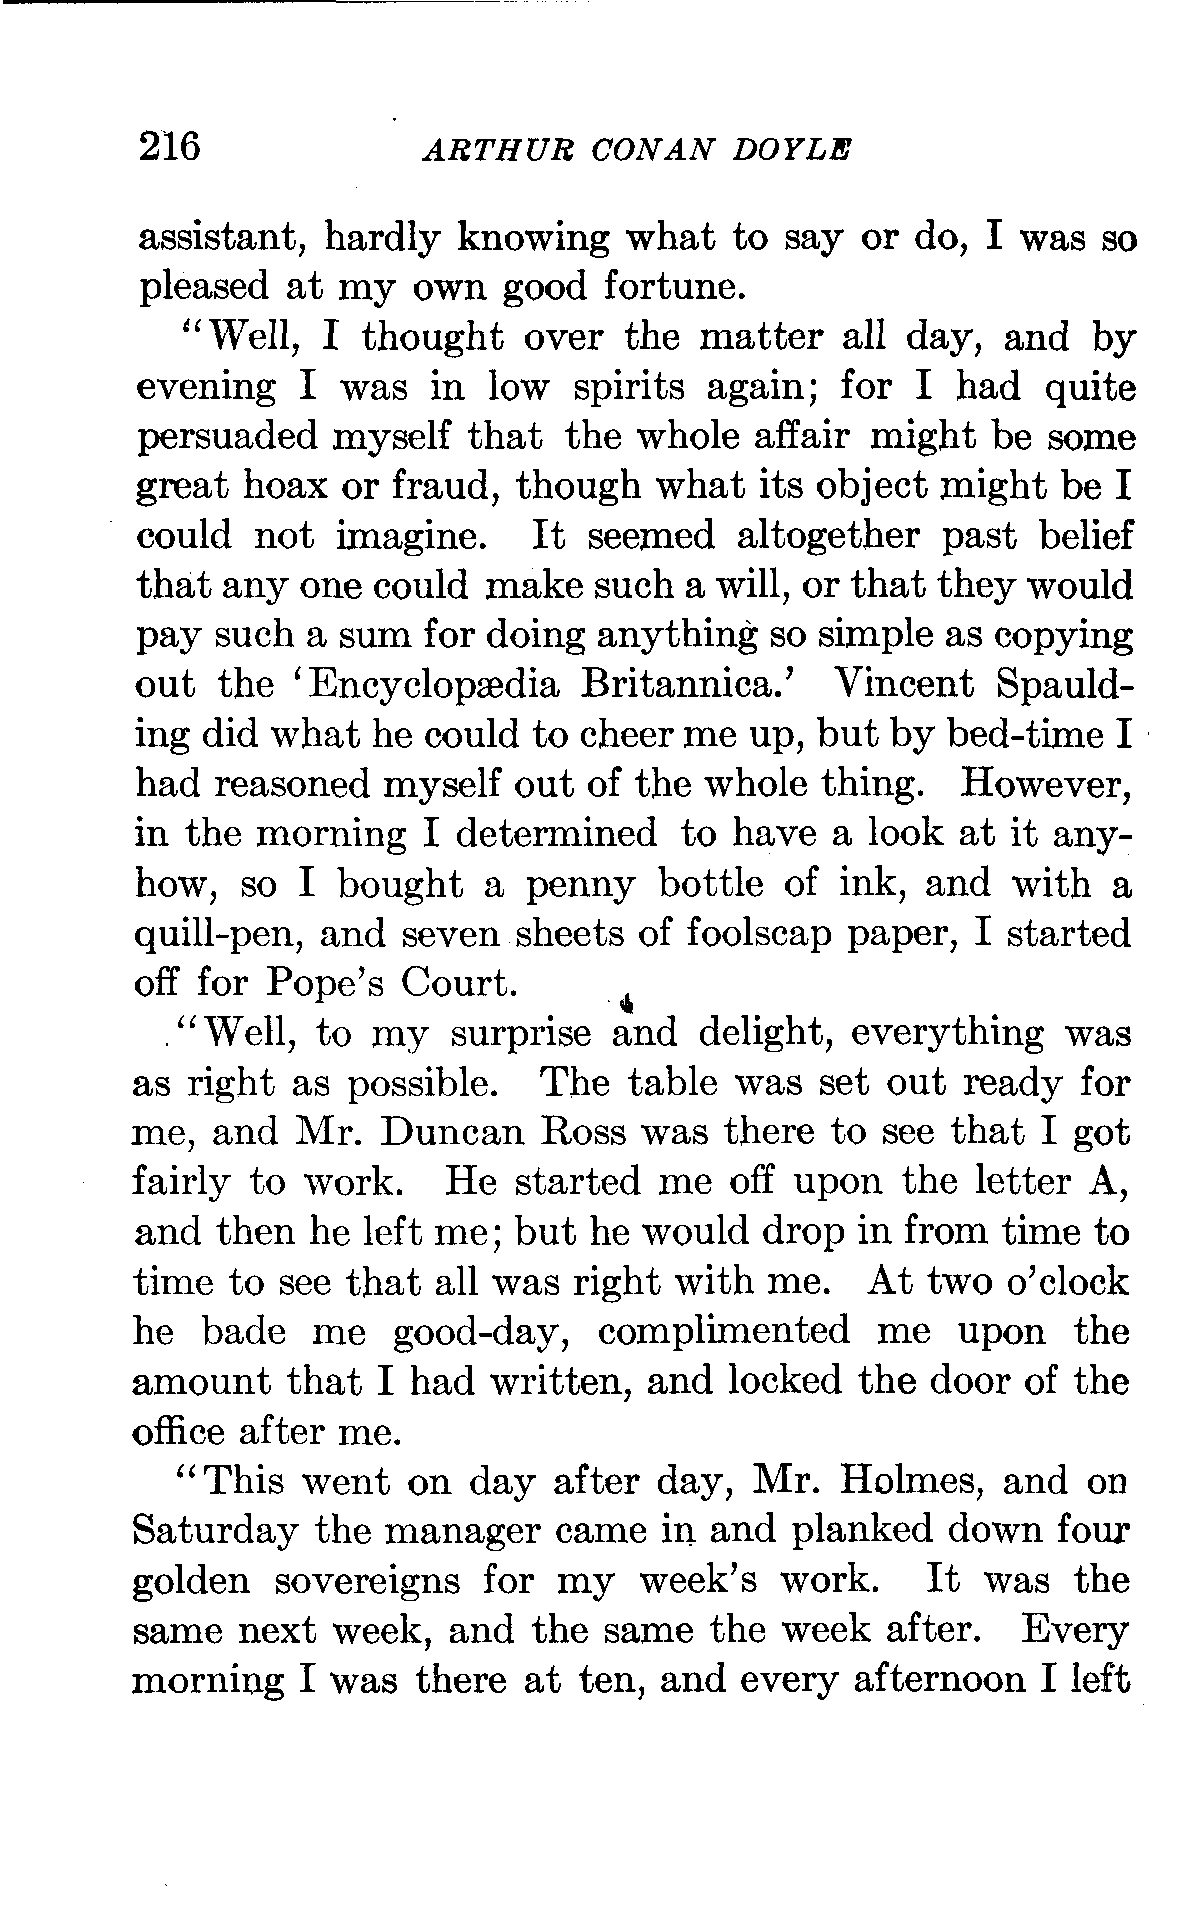 216 ARTHUR CONAN DOYLE
assistant, hardly knowing what to say or do, I was so
pleased at my own good fortune.
“Well, I thought over the matter all day, and by
evening I was in low spirits again; for I had quite
persuaded myself that the whole affair might be some
great hoax or fraud, though what its object might be I
could not imagine. It seemed altogether past belief
that any one could make such a will, or that they would
pay such a sum for doing anything so simple as copying
out the ‘Encyclopædia Britannica.’ Vincent Spauld-
ing did what he could to cheer me up, but by bed-time I
had reasoned myself out of the whole thing. However,
in the morning I determined to have a look at it any-
how, so I bought a penny bottle of ink, and with a
quill-pen, and seven sheets of foolscap paper, I started
off for Pope’s Court.
“Well, to my surprise and delight, everything was
as right as possible. The table was set out ready for
me, and Mr. Duncan Ross was there to see that I got
fairly to work. He started me off upon the letter A,
and then he left me; but he would drop in from time to
time to see that all was right with me. At two o’clock
he bade me good-day, complimented me upon the
amount that I had written, and locked the door of the
office after me.
“This went on day after day, Mr. Holmes, and on
Saturday the manager came in and planked down four
golden sovereigns for my week’s work. It was the
same next week, and the same the week after. Every
morning I was there at ten, and every afternoon I left